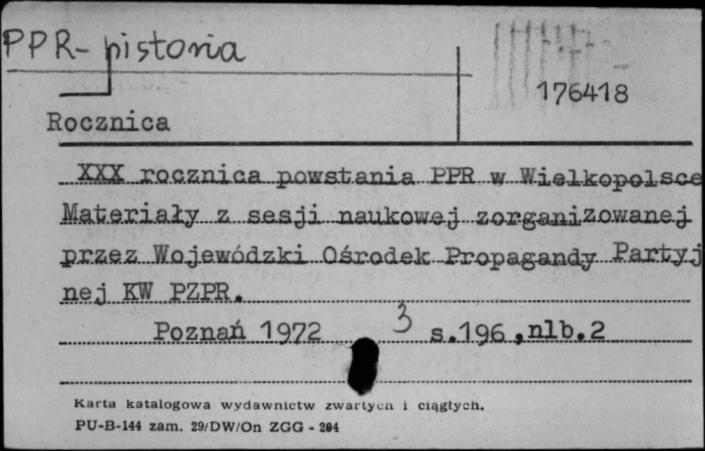 PPR- historia
176418
Rocznica
XXX rocznica powstania PPR w Wielkopolsce
Materiały z sesji naukowej zorganizowanej
przez Wojewódzki Ośrodek Propagandy Partyj
nej KW PZPR.
Poznań 1972 3 s.196,nlb.2
Karta katalogowa wydawnictw zwartych i ciągłych.
PU-B-144 zam. 29/DW/On ZGG - 204